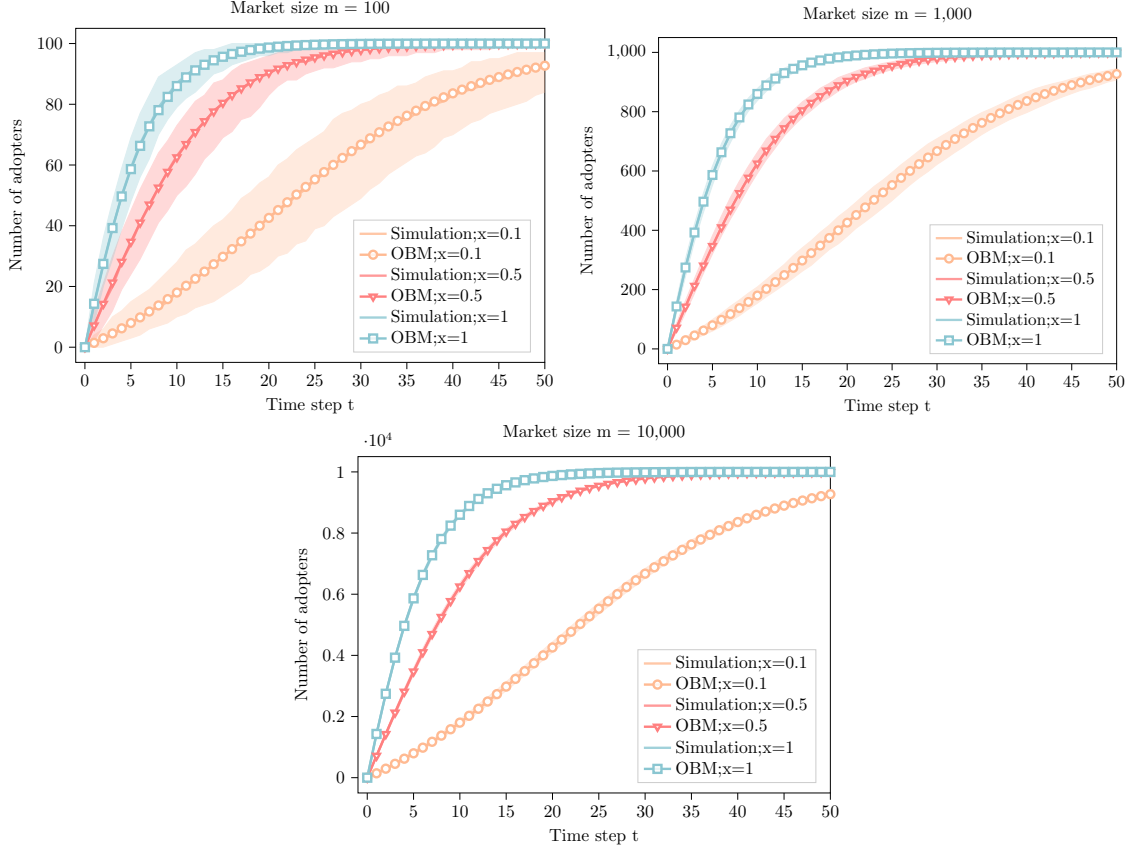 Market size m = 100
Number of adopters
100
80
60
40
20
0
Simulation;x=0.1
OBM;x=0.1
Simulation;x=0.5
OBM;x=0.5
Simulation;x=1
OBM;x=1
0 5 10 15 20 25 30 35 40 45 50
Time step t
Market size m = 1,000
Number of adopters
1,000
800
600
400
200
0
Simulation;x=0.1
OBM;x=0.1
Simulation;x=0.5
OBM;x=0.5
Simulation;x=1
OBM;x=1
0 5 10 15 20 25 30 35 40 45 50
Time step t
Market size m = 10,000
·10⁴
Number of adopters
1
0.8
0.6
0.4
0.2
0
Simulation;x=0.1
OBM;x=0.1
Simulation;x=0.5
OBM;x=0.5
Simulation;x=1
OBM;x=1
0 5 10 15 20 25 30 35 40 45 50
Time step t